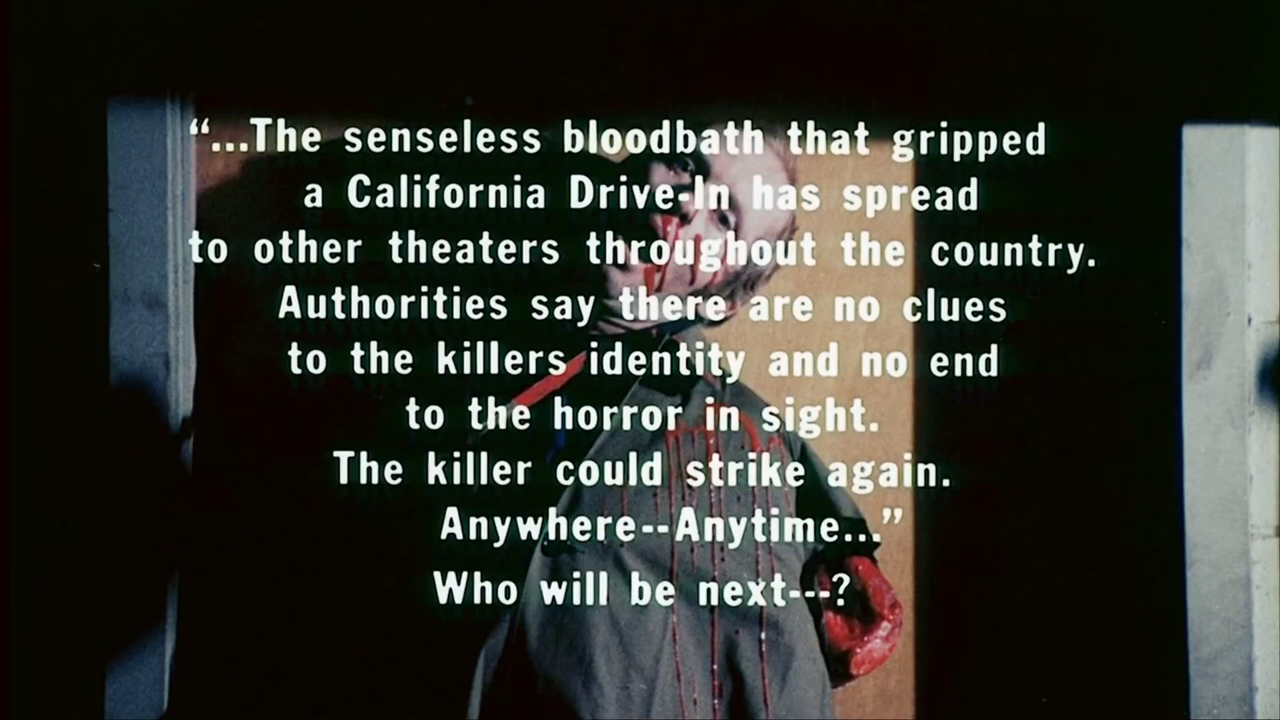 “...The senseless bloodbath that gripped
a California Drive-In has spread
to other theaters throughout the country.
Authorities say there are no clues
to the killers identity and no end
to the horror in sight.
The killer could strike again.
Anywhere--Anytime...”
Who will be next---?